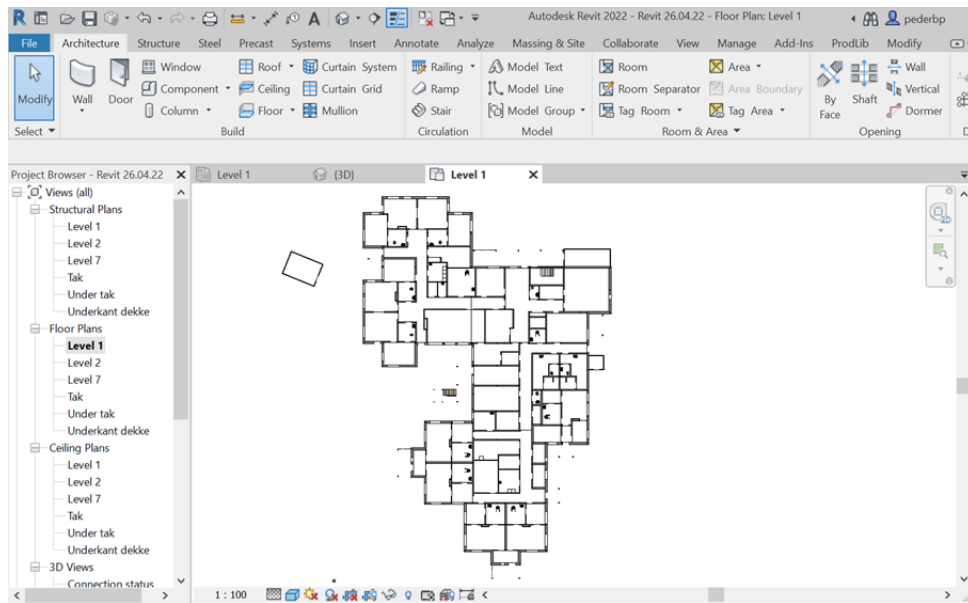 Autodesk Revit 2022 - Revit 26.04.22 - Floor Plan: Level 1
pederbp
File Architecture Structure Steel Precast Systems Insert Annotate Analyze Massing & Site Collaborate View Manage Add-Ins ProdLib Modify
Modify
Wall
Door
Window
Component
Column
Roof
Ceiling
Floor
Curtain System
Curtain Grid
Mullion
Railing
Ramp
Stair
Model Text
Model Line
Model Group
Room
Room Separator
Tag Room
Area
Area Boundary
Tag Area
By
Face
Shaft
Wall
Vertical
Dormer
Select
Build
Circulation
Model
Room & Area
Opening
Project Browser - Revit 26.04.22
Level 1
{3D}
Level 1
Views (all)
Structural Plans
Level 1
Level 2
Level 7
Tak
Under tak
Underkant dekke
Floor Plans
Level 1
Level 2
Level 7
Tak
Under tak
Underkant dekke
Ceiling Plans
Level 1
Level 2
Level 7
Tak
Under tak
Underkant dekke
3D Views
Connection status
2D
1 : 100